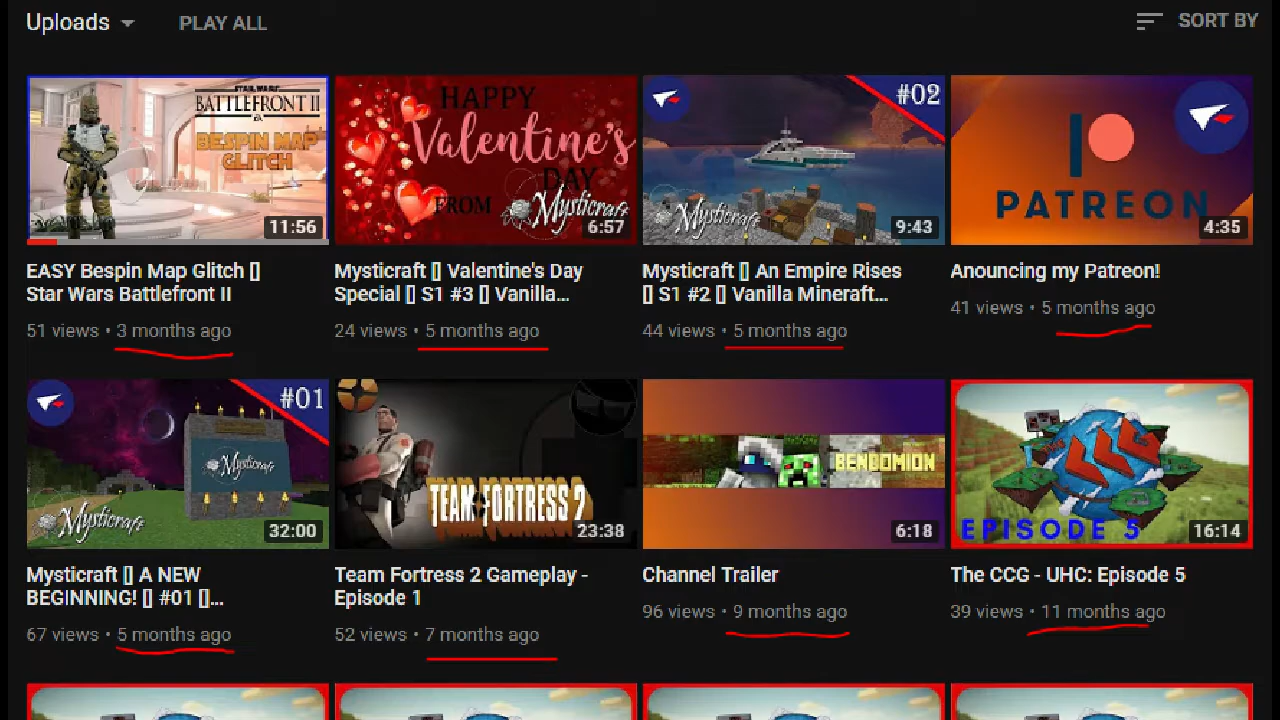 Uploads PLAY ALL SORT BY
STAR WARS
BATTLEFRONT II
BESPIN MAP
GLITCH
11:56
HAPPY
Valentine's
DAY
FROM Mysticraft
6:57
#02
Mysticraft
9:43
PATREON
4:35
EASY Bespin Map Glitch []
Star Wars Battlefront II
51 views • 3 months ago
Mysticraft [] Valentine's Day
Special [] S1 #3 [] Vanilla...
24 views • 5 months ago
Mysticraft [] An Empire Rises
[] S1 #2 [] Vanilla Mineraft...
44 views • 5 months ago
Anouncing my Patreon!
41 views • 5 months ago
#01
Mysticraft
Mysticraft
32:00
TEAM FORTRESS 2
23:38
BENDOMION
6:18
EPISODE 5
16:14
Mysticraft [] A NEW
BEGINNING! [] #01 []...
67 views • 5 months ago
Team Fortress 2 Gameplay -
Episode 1
52 views • 7 months ago
Channel Trailer
96 views • 9 months ago
The CCG - UHC: Episode 5
39 views • 11 months ago